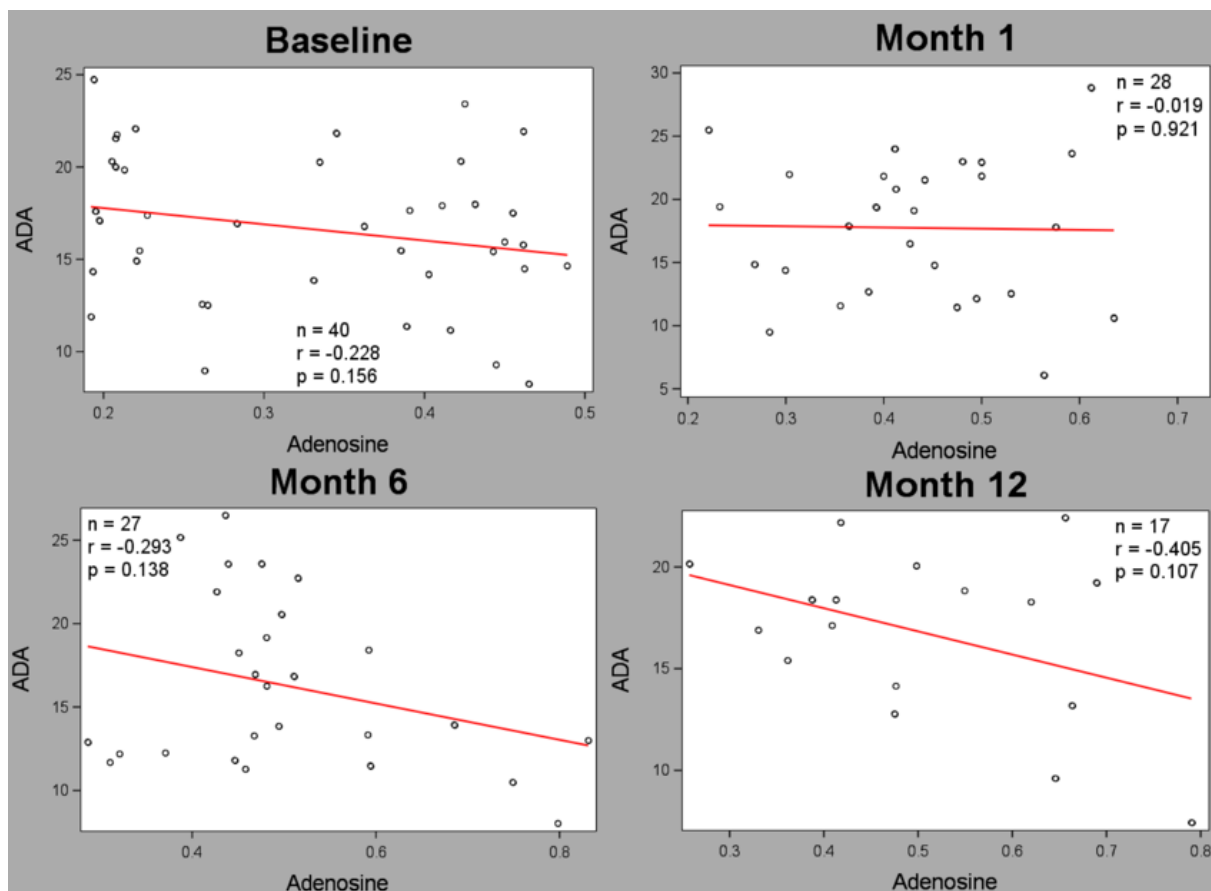 Baseline
25
20
15
10
ADA
n = 40
r = -0.228
p = 0.156
0.2 0.3 0.4 0.5
Adenosine
Month 1
30
25
20
15
10
5
ADA
n = 28
r = -0.019
p = 0.921
0.2 0.3 0.4 0.5 0.6 0.7
Adenosine
Month 6
25
20
15
10
ADA
n = 27
r = -0.293
p = 0.138
0.4 0.6 0.8
Adenosine
Month 12
20
15
10
ADA
n = 17
r = -0.405
p = 0.107
0.3 0.4 0.5 0.6 0.7 0.8
Adenosine